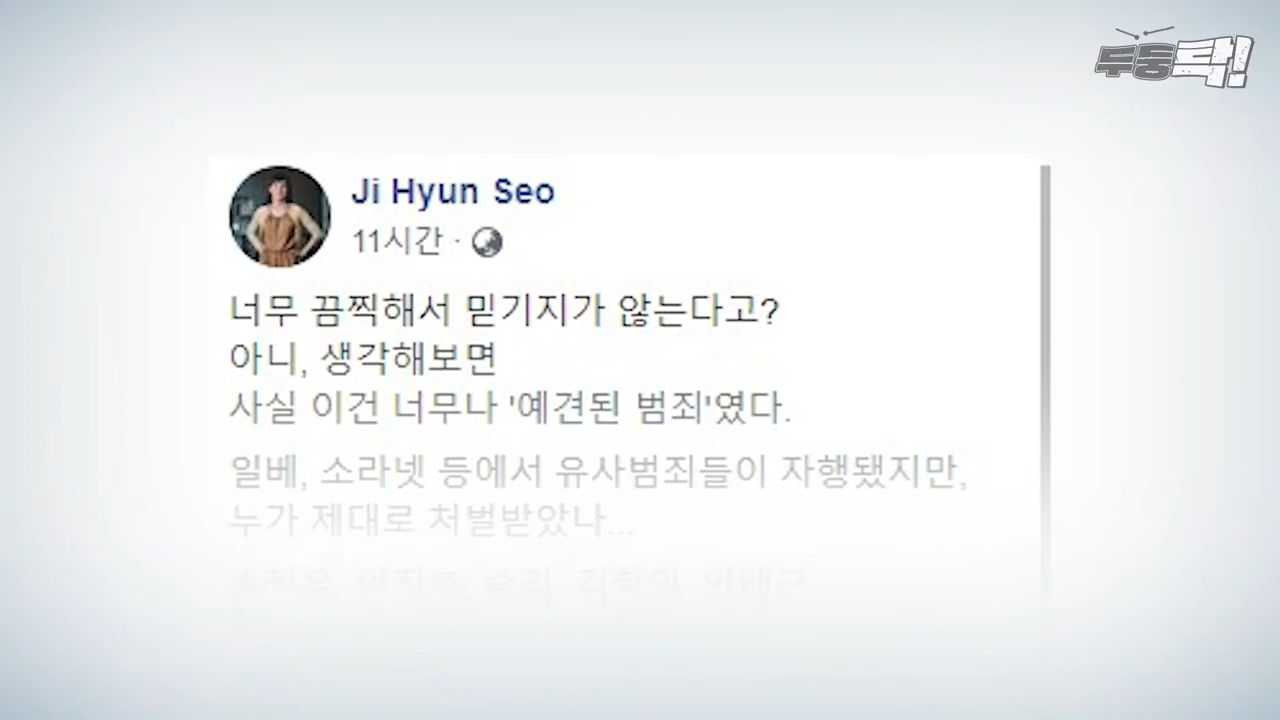 두둥탁!
Ji Hyun Seo
11시간 ·
너무 끔찍해서 믿기지가 않는다고?
아니, 생각해보면
사실 이건 너무나 '예견된 범죄'였다.
일베, 소라넷 등에서 유사범죄들이 자행됐지만,
누가 제대로 처벌받았나...